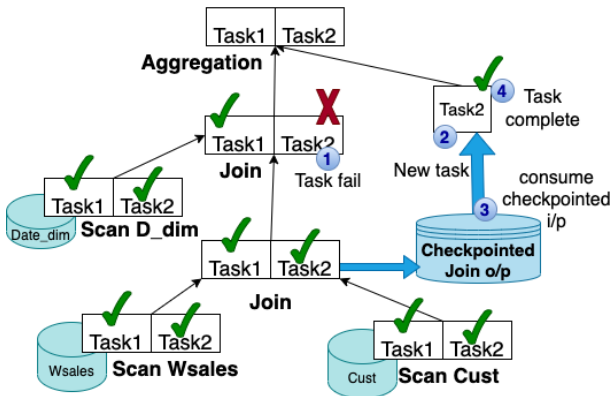 Task1 Task2
Aggregation
4
Task2
Task
complete
2
Task1 Task2
1
Join
Task fail
New task
consume
checkpointed
i/p
3
Task1 Task2
Date_dim
Scan D_dim
Checkpointed
Join o/p
Task1 Task2
Join
Task1 Task2
Wsales
Scan Wsales
Task1 Task2
Cust
Scan Cust